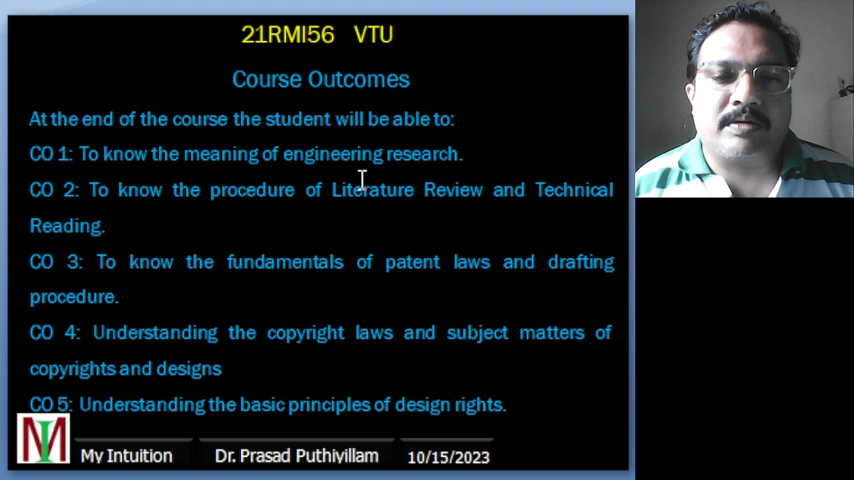 21RMI56 VTU
Course Outcomes
At the end of the course the student will be able to:
CO 1: To know the meaning of engineering research.
CO 2: To know the procedure of Literature Review and Technical
Reading.
CO 3: To know the fundamentals of patent laws and drafting
procedure.
CO 4: Understanding the copyright laws and subject matters of
copyrights and designs
CO 5: Understanding the basic principles of design rights.
MI
My Intuition
Dr. Prasad Puthiyillam
10/15/2023